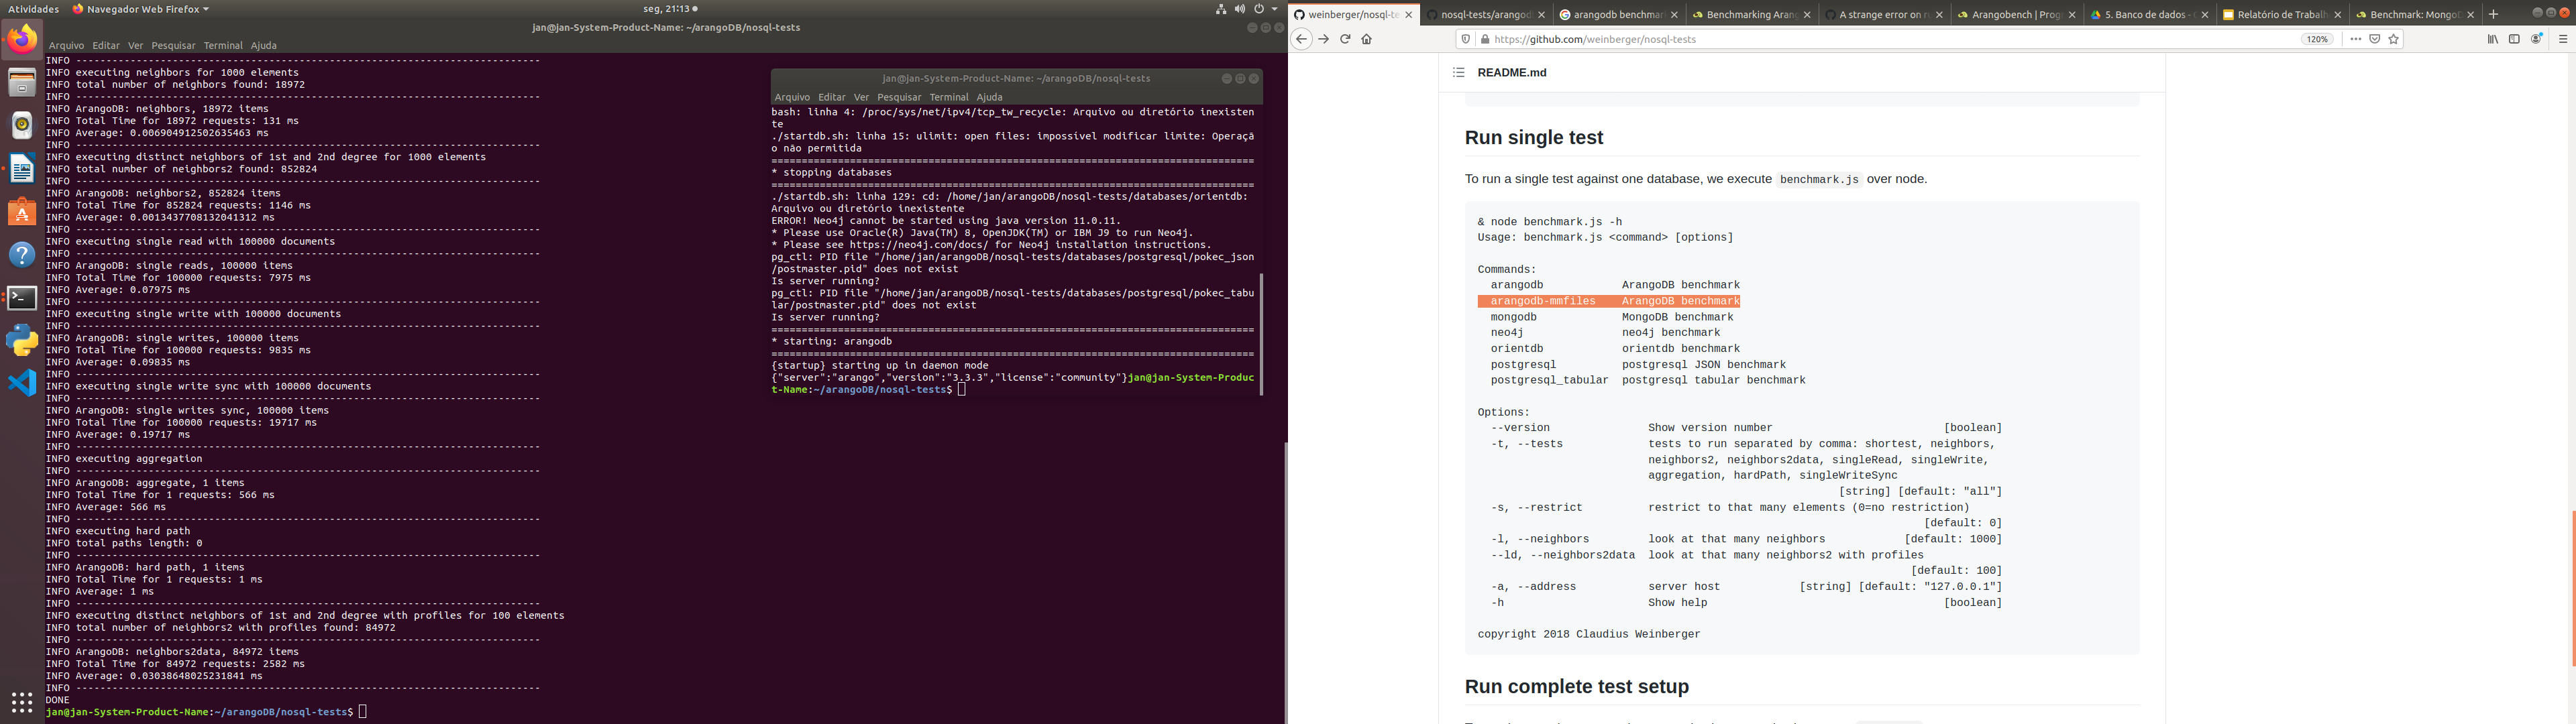 Atividades
Navegador Web Firefox
seg, 21:13
jan@jan-System-Product-Name: ~/arangoDB/nosql-tests
Arquivo Editar Ver Pesquisar Terminal Ajuda
INFO -----------------------------------------------------------------------------
INFO executing neighbors for 1000 elements
INFO total number of neighbors found: 18972
INFO -----------------------------------------------------------------------------
INFO ArangoDB: neighbors, 18972 items
INFO Total Time for 18972 requests: 131 ms
INFO Average: 0.006904912502635463 ms
INFO -----------------------------------------------------------------------------
INFO executing distinct neighbors of 1st and 2nd degree for 1000 elements
INFO total number of neighbors2 found: 852824
INFO -----------------------------------------------------------------------------
INFO ArangoDB: neighbors2, 852824 items
INFO Total Time for 852824 requests: 1146 ms
INFO Average: 0.0013437708132041312 ms
INFO -----------------------------------------------------------------------------
INFO executing single read with 100000 documents
INFO -----------------------------------------------------------------------------
INFO ArangoDB: single reads, 100000 items
INFO Total Time for 100000 requests: 7975 ms
INFO Average: 0.07975 ms
INFO -----------------------------------------------------------------------------
INFO executing single write with 100000 documents
INFO -----------------------------------------------------------------------------
INFO ArangoDB: single writes, 100000 items
INFO Total Time for 100000 requests: 9835 ms
INFO Average: 0.09835 ms
INFO -----------------------------------------------------------------------------
INFO executing single write sync with 100000 documents
INFO -----------------------------------------------------------------------------
INFO ArangoDB: single writes sync, 100000 items
INFO Total Time for 100000 requests: 19717 ms
INFO Average: 0.19717 ms
INFO -----------------------------------------------------------------------------
INFO executing aggregation
INFO -----------------------------------------------------------------------------
INFO ArangoDB: aggregate, 1 items
INFO Total Time for 1 requests: 566 ms
INFO Average: 566 ms
INFO -----------------------------------------------------------------------------
INFO executing hard path
INFO total paths length: 0
INFO -----------------------------------------------------------------------------
INFO ArangoDB: hard path, 1 items
INFO Total Time for 1 requests: 1 ms
INFO Average: 1 ms
INFO -----------------------------------------------------------------------------
INFO executing distinct neighbors of 1st and 2nd degree with profiles for 100 elements
INFO total number of neighbors2 with profiles found: 84972
INFO -----------------------------------------------------------------------------
INFO ArangoDB: neighbors2data, 84972 items
INFO Total Time for 84972 requests: 2582 ms
INFO Average: 0.03038648025231841 ms
INFO -----------------------------------------------------------------------------
DONE
jan@jan-System-Product-Name:~/arangoDB/nosql-tests$
jan@jan-System-Product-Name: ~/arangoDB/nosql-tests
Arquivo Editar Ver Pesquisar Terminal Ajuda
bash: linha 4: /proc/sys/net/ipv4/tcp_tw_recycle: Arquivo ou diretório inexisten
te
./startdb.sh: linha 15: ulimit: open files: impossível modificar limite: Operaçã
o não permitida
================================================================================
* stopping databases
================================================================================
./startdb.sh: linha 129: cd: /home/jan/arangoDB/nosql-tests/databases/orientdb:
Arquivo ou diretório inexistente
ERROR! Neo4j cannot be started using java version 11.0.11.
* Please use Oracle(R) Java(TM) 8, OpenJDK(TM) or IBM J9 to run Neo4j.
* Please see https://neo4j.com/docs/ for Neo4j installation instructions.
pg_ctl: PID file "/home/jan/arangoDB/nosql-tests/databases/postgresql/pokec_json
/postmaster.pid" does not exist
Is server running?
pg_ctl: PID file "/home/jan/arangoDB/nosql-tests/databases/postgresql/pokec_tabu
lar/postmaster.pid" does not exist
Is server running?
================================================================================
* starting: arangodb
================================================================================
{startup} starting up in daemon mode
{"server":"arango","version":"3.3.3","license":"community"}jan@jan-System-Produc
t-Name:~/arangoDB/nosql-tests$
weinberger/nosql-te
nosql-tests/arangod
arangodb benchmark
Benchmarking Arang
A strange error on ru
Arangobench | Prog
5. Banco de dados -
Relatório de Trabalh
Benchmark: MongoD
https://github.com/weinberger/nosql-tests
120%
README.md
Run single test
To run a single test against one database, we execute benchmark.js over node.
& node benchmark.js -h
Usage: benchmark.js <command> [options]
Commands:
arangodb ArangoDB benchmark
arangodb-mmfiles ArangoDB benchmark
mongodb MongoDB benchmark
neo4j neo4j benchmark
orientdb orientdb benchmark
postgresql postgresql JSON benchmark
postgresql_tabular postgresql tabular benchmark
Options:
--version Show version number [boolean]
-t, --tests tests to run separated by comma: shortest, neighbors,
neighbors2, neighbors2data, singleRead, singleWrite,
aggregation, hardPath, singleWriteSync
[string] [default: "all"]
-s, --restrict restrict to that many elements (0=no restriction)
[default: 0]
-l, --neighbors look at that many neighbors [default: 1000]
--ld, --neighbors2data look at that many neighbors2 with profiles
[default: 100]
-a, --address server host [string] [default: "127.0.0.1"]
-h Show help [boolean]
copyright 2018 Claudius Weinberger
Run complete test setup